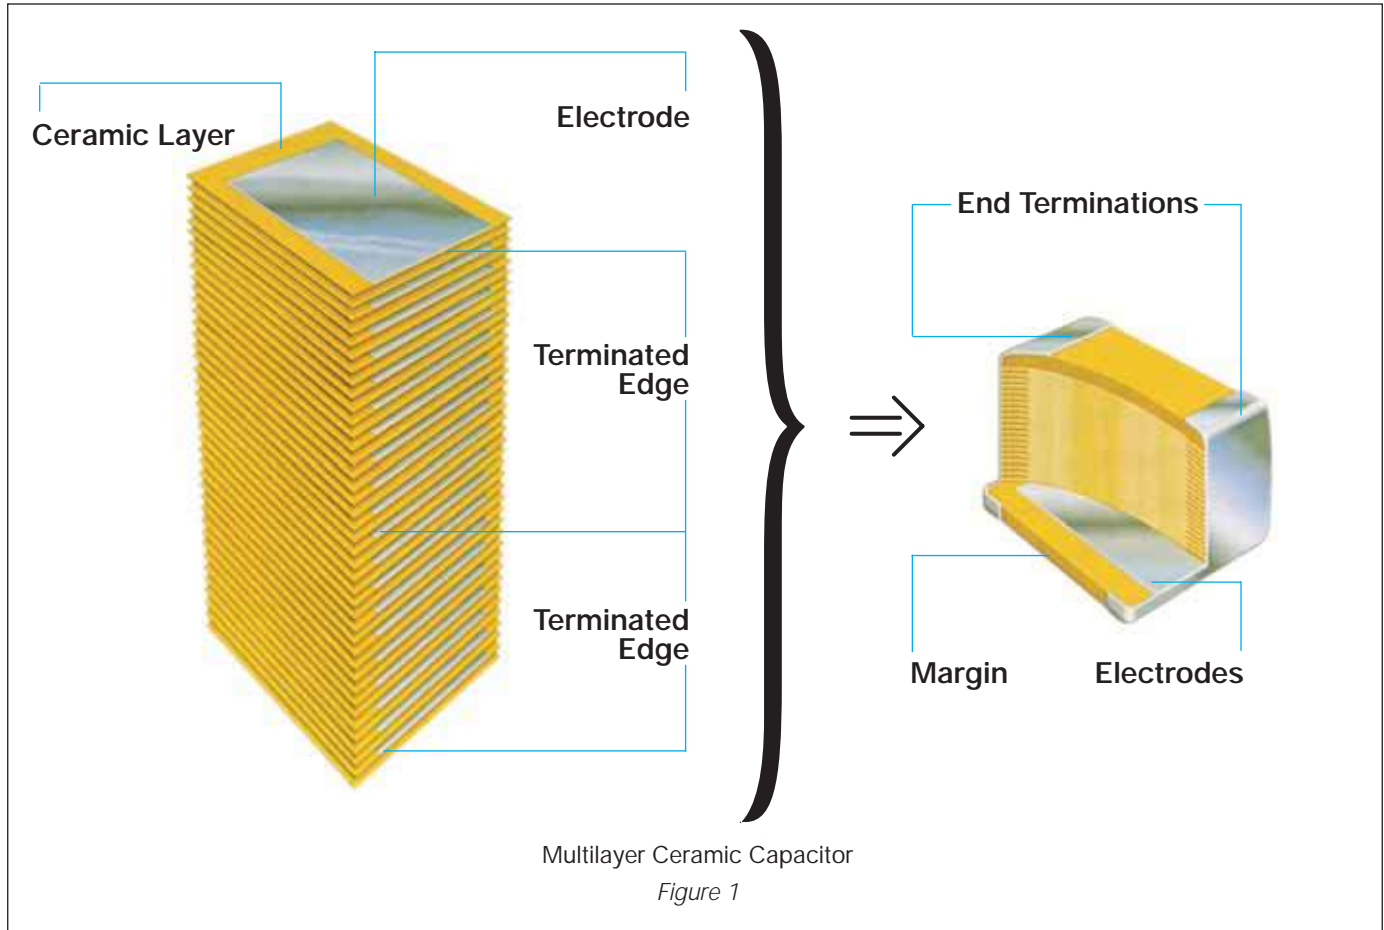 Ceramic Layer
Electrode
Terminated
Edge
Terminated
Edge
End Terminations
Margin
Electrodes
Multilayer Ceramic Capacitor
Figure 1